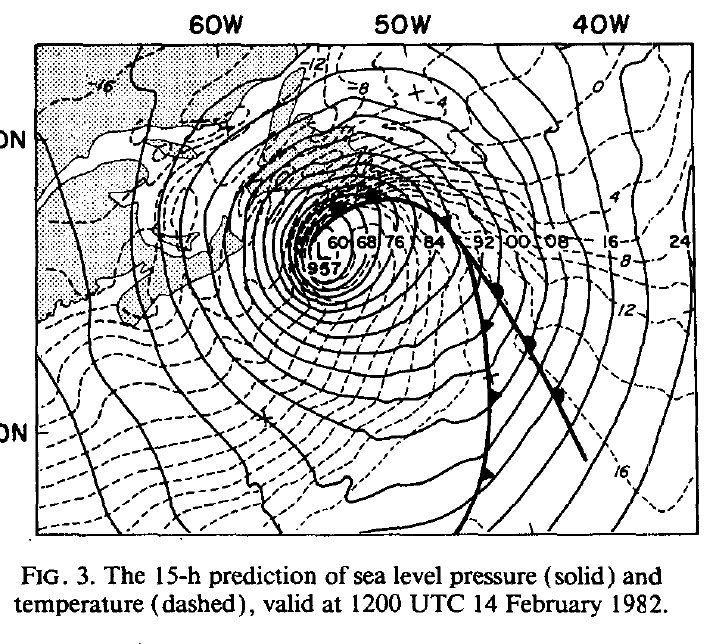 60W 50W 40W
-12
-16 -8 0
-4
0N
4
60 68 76 84 92 00 08 16 24
L 8
957
12
0N
16
FIG. 3. The 15-h prediction of sea level pressure (solid) and
temperature (dashed), valid at 1200 UTC 14 February 1982.